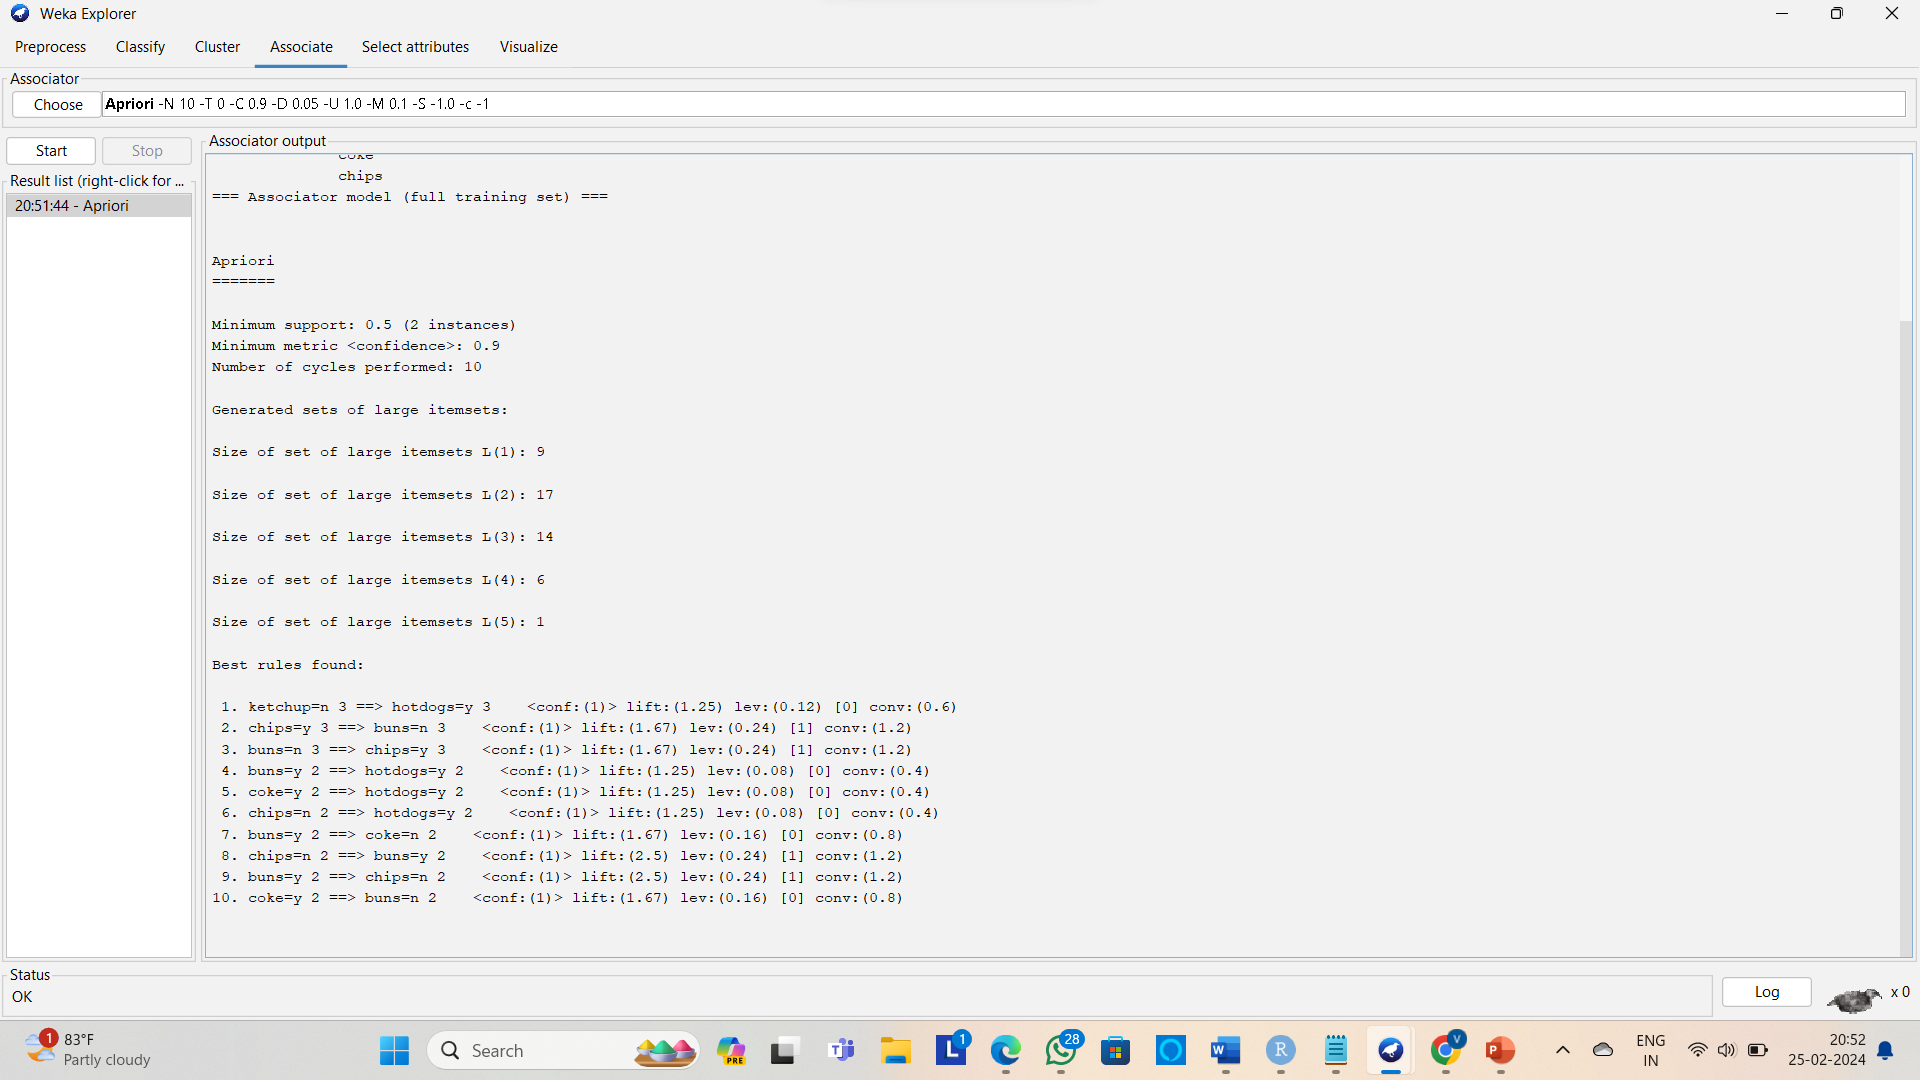 Weka Explorer
Preprocess Classify Cluster Associate Select attributes Visualize
Associator
Choose Apriori -N 10 -T 0 -C 0.9 -D 0.05 -U 1.0 -M 0.1 -S -1.0 -c -1
Start Stop
Result list (right-click for ...
20:51:44 - Apriori
Associator output
coke
chips
=== Associator model (full training set) ===
Apriori
=======
Minimum support: 0.5 (2 instances)
Minimum metric <confidence>: 0.9
Number of cycles performed: 10
Generated sets of large itemsets:
Size of set of large itemsets L(1): 9
Size of set of large itemsets L(2): 17
Size of set of large itemsets L(3): 14
Size of set of large itemsets L(4): 6
Size of set of large itemsets L(5): 1
Best rules found:
1. ketchup=n 3 ==> hotdogs=y 3 <conf:(1)> lift:(1.25) lev:(0.12) [0] conv:(0.6)
2. chips=y 3 ==> buns=n 3 <conf:(1)> lift:(1.67) lev:(0.24) [1] conv:(1.2)
3. buns=n 3 ==> chips=y 3 <conf:(1)> lift:(1.67) lev:(0.24) [1] conv:(1.2)
4. buns=y 2 ==> hotdogs=y 2 <conf:(1)> lift:(1.25) lev:(0.08) [0] conv:(0.4)
5. coke=y 2 ==> hotdogs=y 2 <conf:(1)> lift:(1.25) lev:(0.08) [0] conv:(0.4)
6. chips=n 2 ==> hotdogs=y 2 <conf:(1)> lift:(1.25) lev:(0.08) [0] conv:(0.4)
7. buns=y 2 ==> coke=n 2 <conf:(1)> lift:(1.67) lev:(0.16) [0] conv:(0.8)
8. chips=n 2 ==> buns=y 2 <conf:(1)> lift:(2.5) lev:(0.24) [1] conv:(1.2)
9. buns=y 2 ==> chips=n 2 <conf:(1)> lift:(2.5) lev:(0.24) [1] conv:(1.2)
10. coke=y 2 ==> buns=n 2 <conf:(1)> lift:(1.67) lev:(0.16) [0] conv:(0.8)
Status
OK
Log x 0
1 83°F
Partly cloudy
Search
PRE
T
L 1
28
W
R
V
P
ENG
IN
20:52
25-02-2024